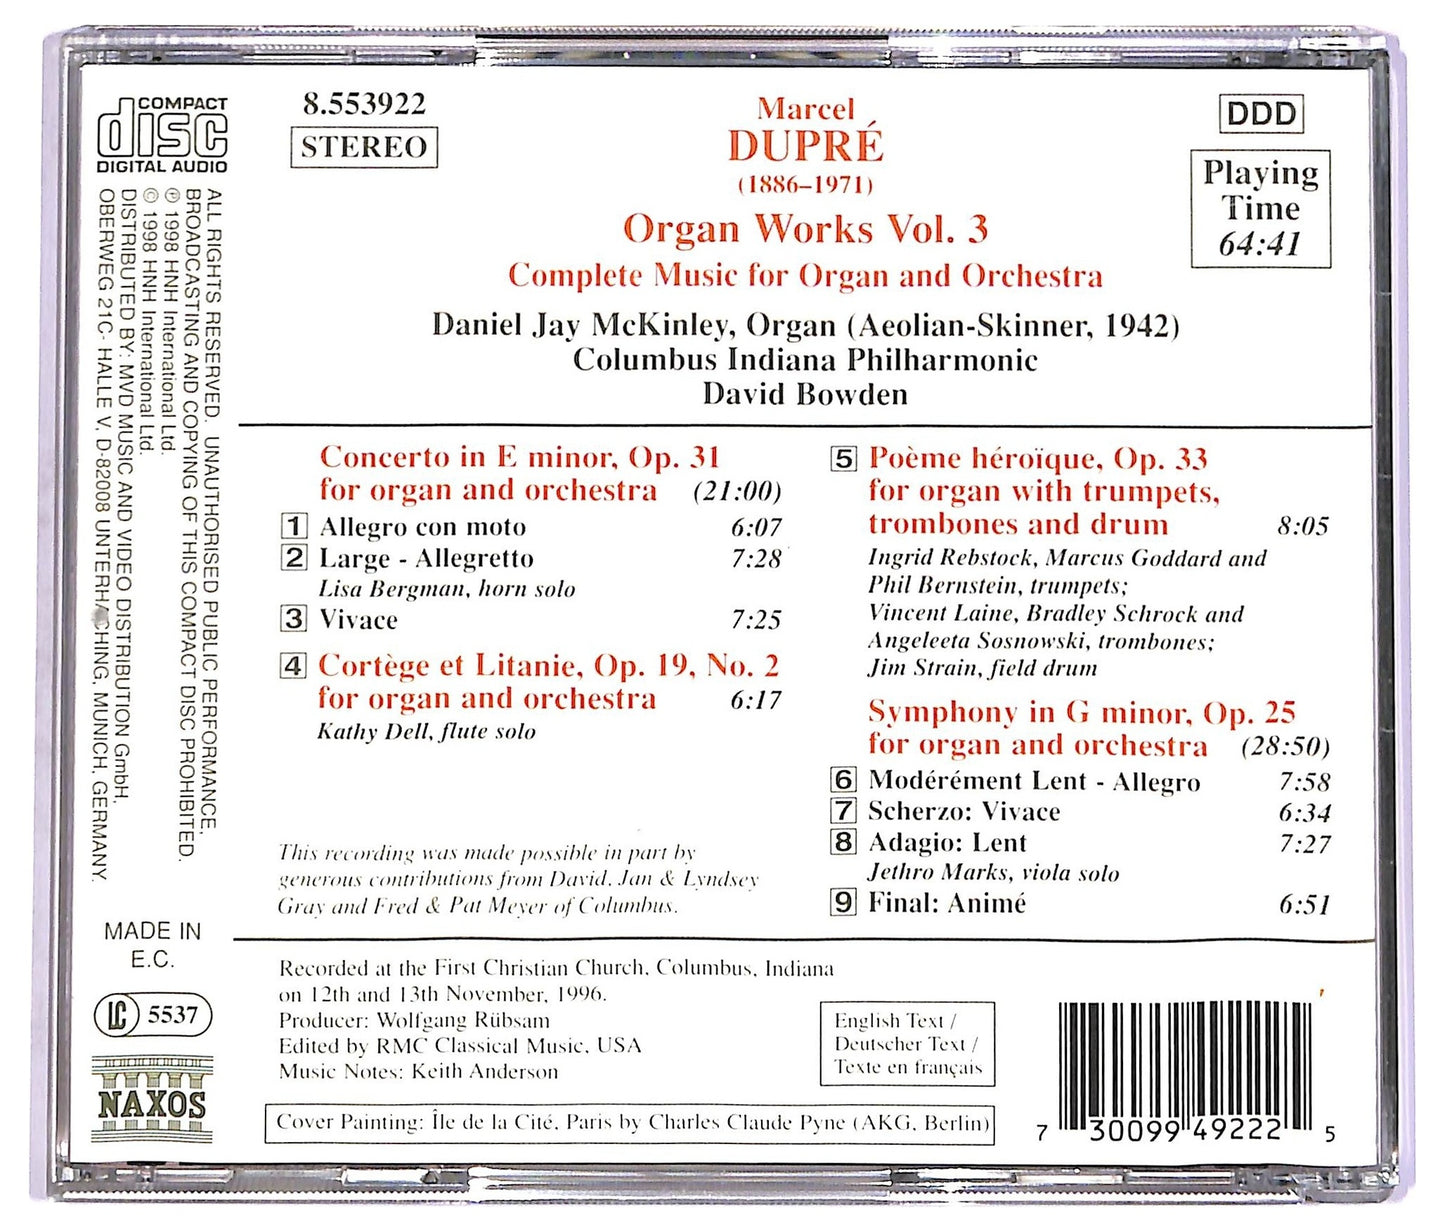 COMPACT
disc
DIGITAL AUDIO
ALL RIGHTS RESERVED. UNAUTHORISED PUBLIC PERFORMANCE,
BROADCASTING AND COPYING OF THIS COMPACT DISC PROHIBITED.
℗ 1998 HNH International Ltd.
© 1998 HNH International Ltd.
DISTRIBUTED BY: MVD MUSIC AND VIDEO DISTRIBUTION GmbH,
OBERWEG 21C- HALLE V, D-82008 UNTERHACHING, MUNICH, GERMANY.
MADE IN
E.C.
LC 5537
NAXOS
8.553922
STEREO
Marcel
DUPRÉ
(1886–1971)
Organ Works Vol. 3
Complete Music for Organ and Orchestra
Daniel Jay McKinley, Organ (Aeolian-Skinner, 1942)
Columbus Indiana Philharmonic
David Bowden
DDD
Playing
Time
64:41
Concerto in E minor, Op. 31
for organ and orchestra (21:00)
1 Allegro con moto 6:07
2 Large - Allegretto 7:28
Lisa Bergman, horn solo
3 Vivace 7:25
4 Cortège et Litanie, Op. 19, No. 2
for organ and orchestra 6:17
Kathy Dell, flute solo
This recording was made possible in part by
generous contributions from David, Jan & Lyndsey
Gray and Fred & Pat Meyer of Columbus.
5 Poème héroïque, Op. 33
for organ with trumpets,
trombones and drum 8:05
Ingrid Rebstock, Marcus Goddard and
Phil Bernstein, trumpets;
Vincent Laine, Bradley Schrock and
Angeleeta Sosnowski, trombones;
Jim Strain, field drum
Symphony in G minor, Op. 25
for organ and orchestra (28:50)
6 Modérément Lent - Allegro 7:58
7 Scherzo: Vivace 6:34
8 Adagio: Lent 7:27
Jethro Marks, viola solo
9 Final: Animé 6:51
Recorded at the First Christian Church, Columbus, Indiana
on 12th and 13th November, 1996.
Producer: Wolfgang Rübsam
Edited by RMC Classical Music, USA
Music Notes: Keith Anderson
English Text /
Deutscher Text /
Texte en français
Cover Painting: Île de la Cité, Paris by Charles Claude Pyne (AKG, Berlin)
7 30099 49222 5